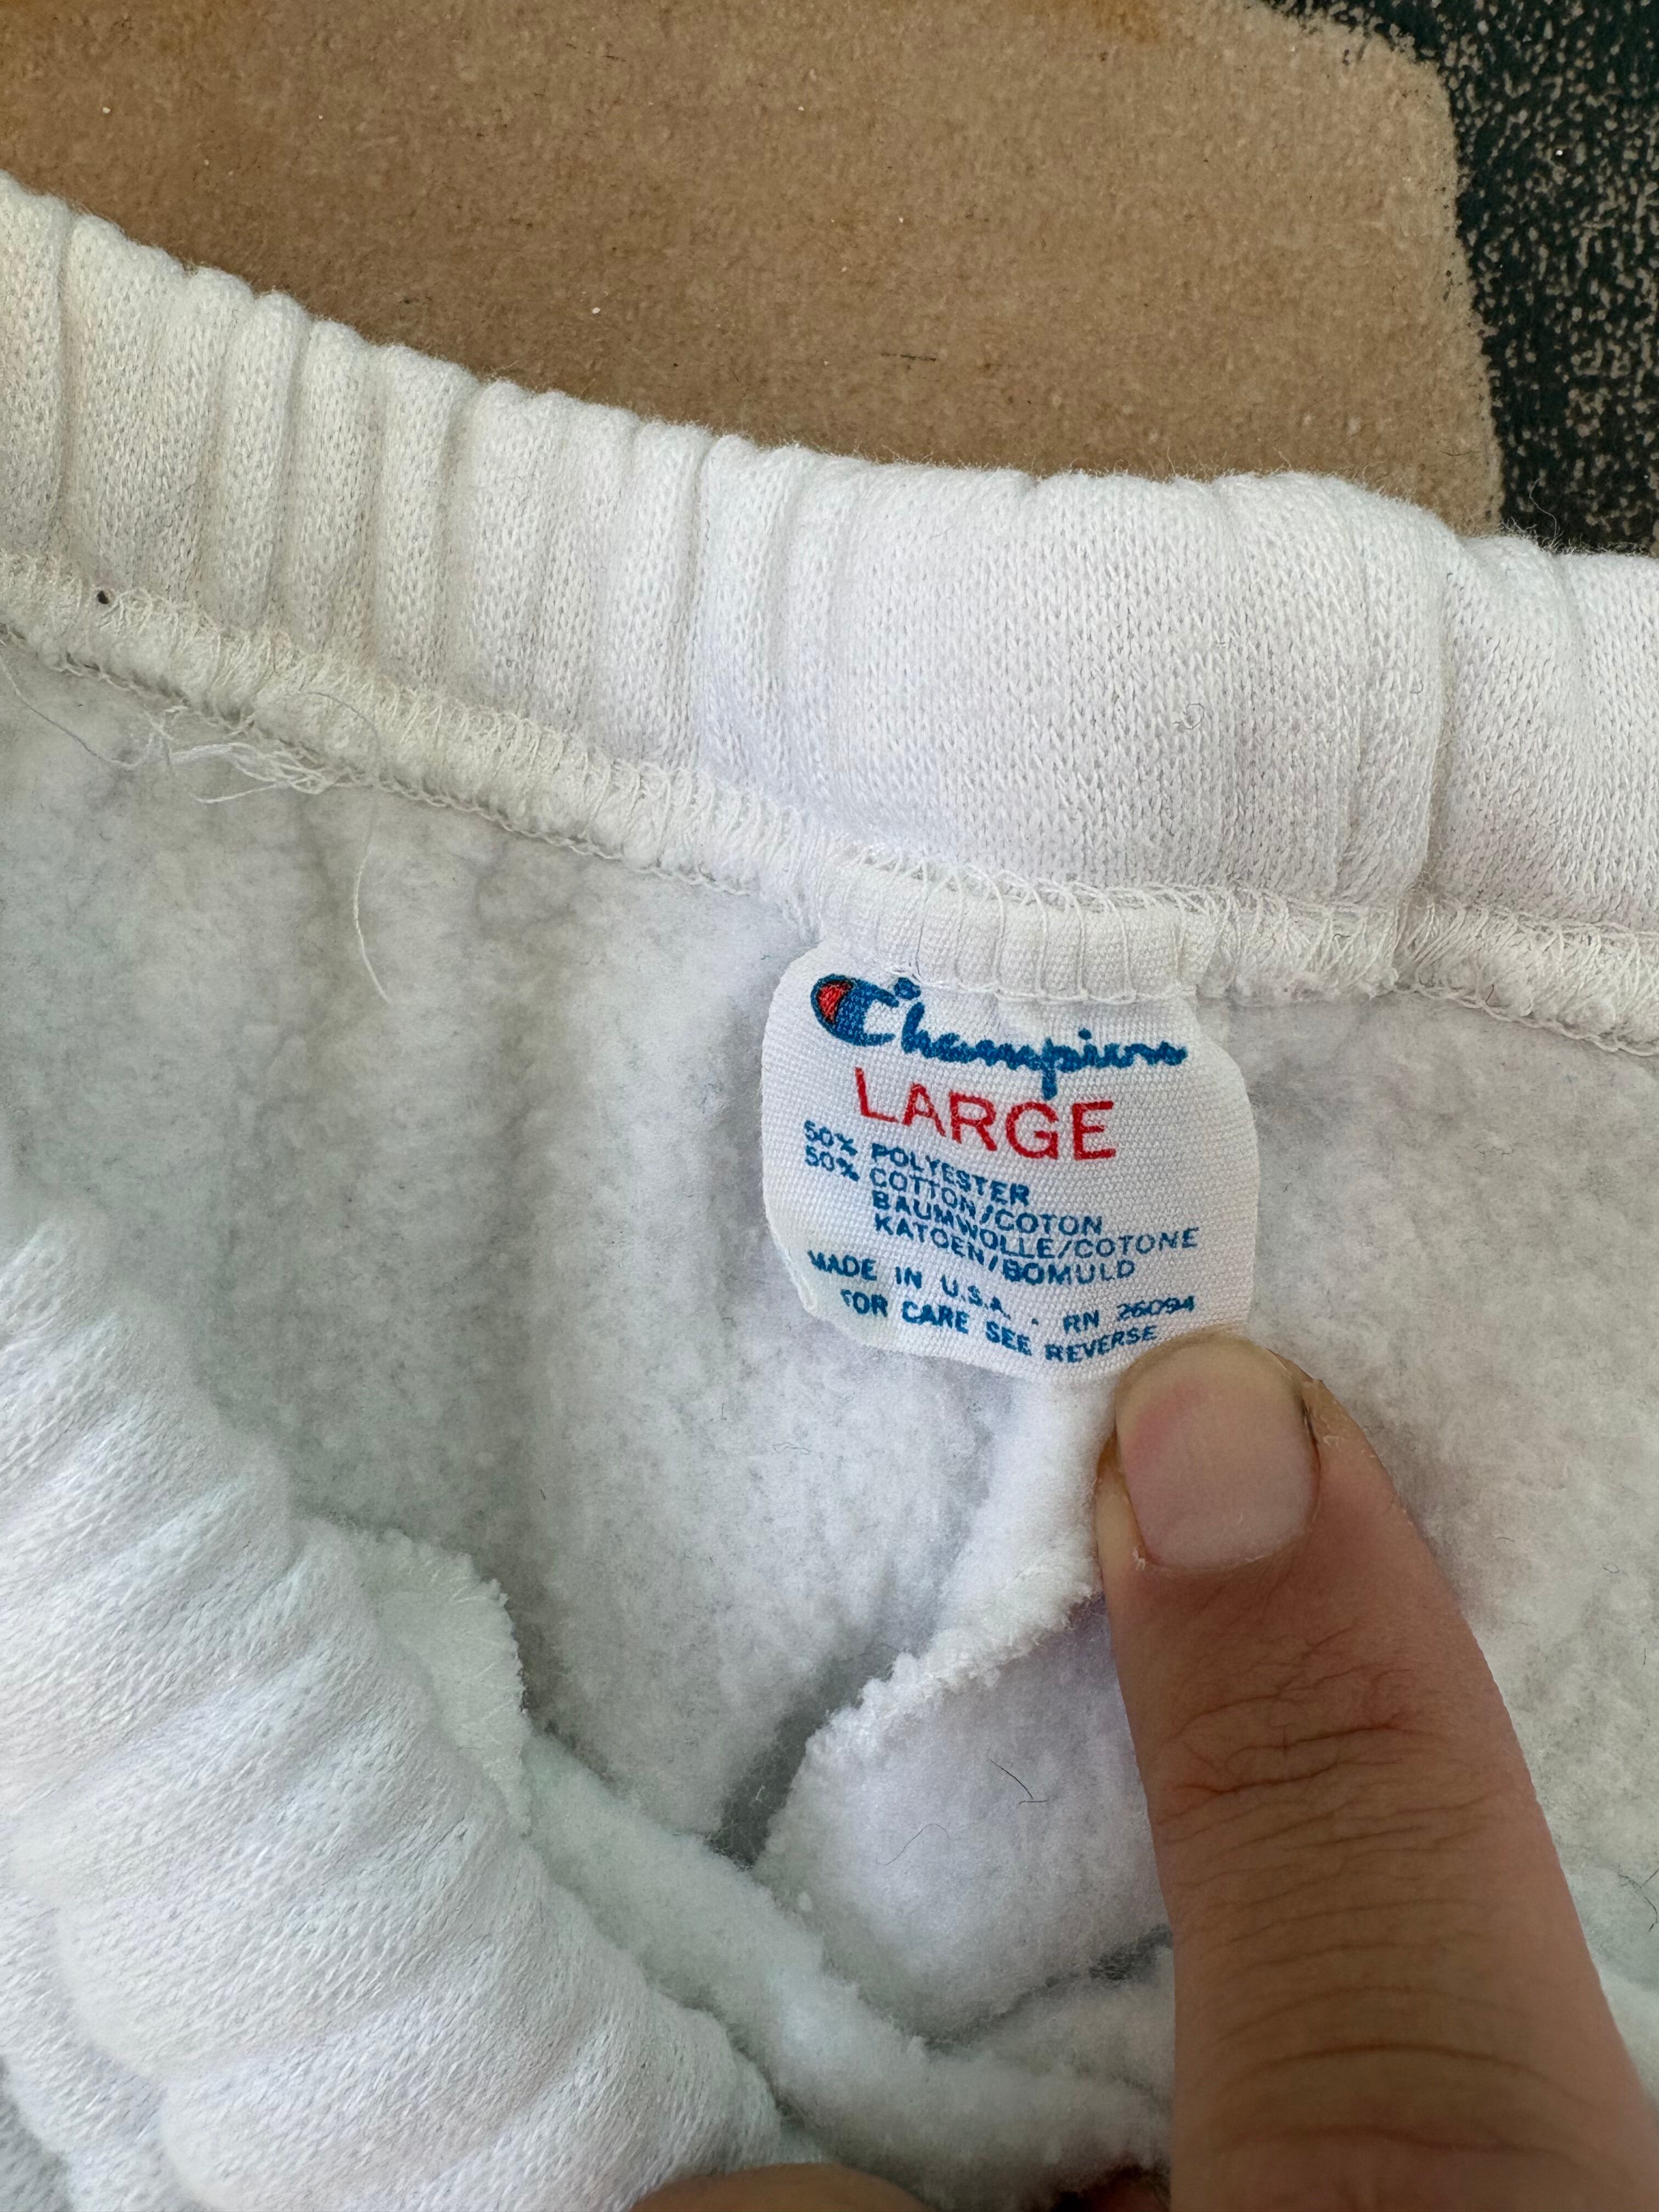 Champion
LARGE
50% POLYESTER
50% COTTON/COTON
BAUMWOLLE/COTONE
KATOEN/BOMULD
MADE IN U.S.A. · RN 26094
FOR CARE SEE REVERSE